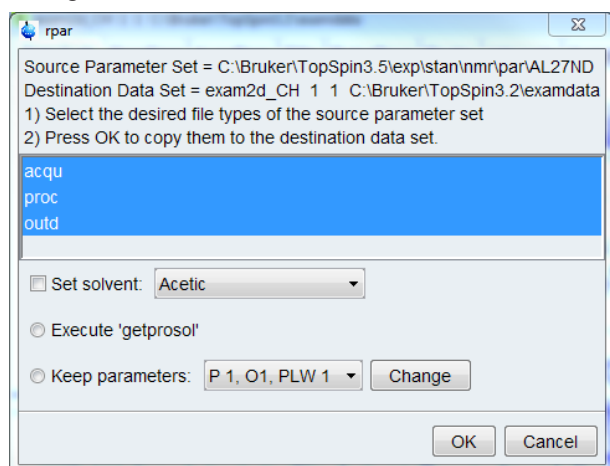 rpar
Source Parameter Set = C:\Bruker\TopSpin3.5\exp\stan\nmr\par\AL27ND
Destination Data Set = exam2d_CH 1 1 C:\Bruker\TopSpin3.2\examdata
1) Select the desired file types of the source parameter set
2) Press OK to copy them to the destination data set.
acqu
proc
outd
Set solvent: Acetic
Execute 'getprosol'
Keep parameters: P 1, O1, PLW 1 Change
OK Cancel